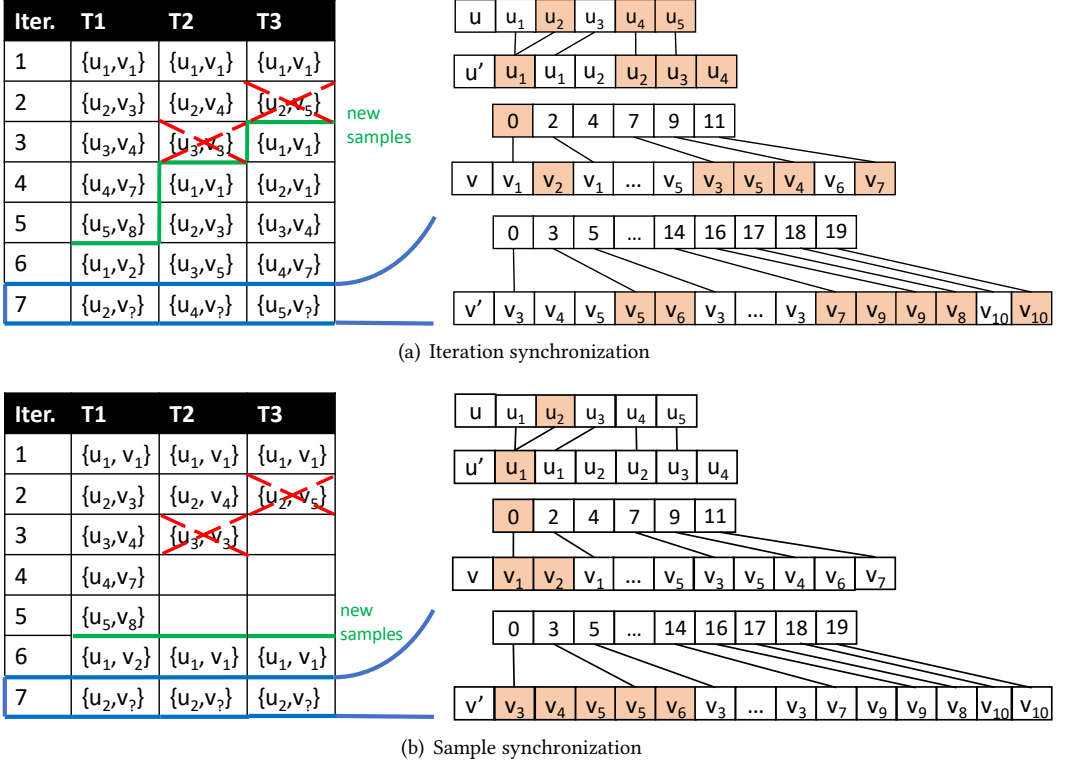 Iter. T1 T2 T3
1 {u1,v1} {u1,v1} {u1,v1}
2 {u2,v3} {u2,v4} {u2,v5}
3 {u3,v4} {u3,v3} {u1,v1}
4 {u4,v7} {u1,v1} {u2,v1}
5 {u5,v8} {u2,v3} {u3,v4}
6 {u1,v2} {u3,v5} {u4,v7}
7 {u2,v?} {u4,v?} {u5,v?}
new
samples
u u1 u2 u3 u4 u5
u' u1 u1 u2 u2 u3 u4
0 2 4 7 9 11
v v1 v2 v1 ... v5 v3 v5 v4 v6 v7
0 3 5 ... 14 16 17 18 19
v' v3 v4 v5 v5 v6 v3 ... v3 v7 v9 v9 v8 v10 v10
(a) Iteration synchronization
Iter. T1 T2 T3
1 {u1, v1} {u1, v1} {u1, v1}
2 {u2,v3} {u2, v4} {u2, v5}
3 {u3,v4} {u3, v3}
4 {u4,v7}
5 {u5,v8}
6 {u1, v2} {u1, v1} {u1, v1}
7 {u2,v?} {u2,v?} {u2,v?}
new
samples
u u1 u2 u3 u4 u5
u' u1 u1 u2 u2 u3 u4
0 2 4 7 9 11
v v1 v2 v1 ... v5 v3 v5 v4 v6 v7
0 3 5 ... 14 16 17 18 19
v' v3 v4 v5 v5 v6 v3 ... v3 v7 v9 v9 v8 v10 v10
(b) Sample synchronization